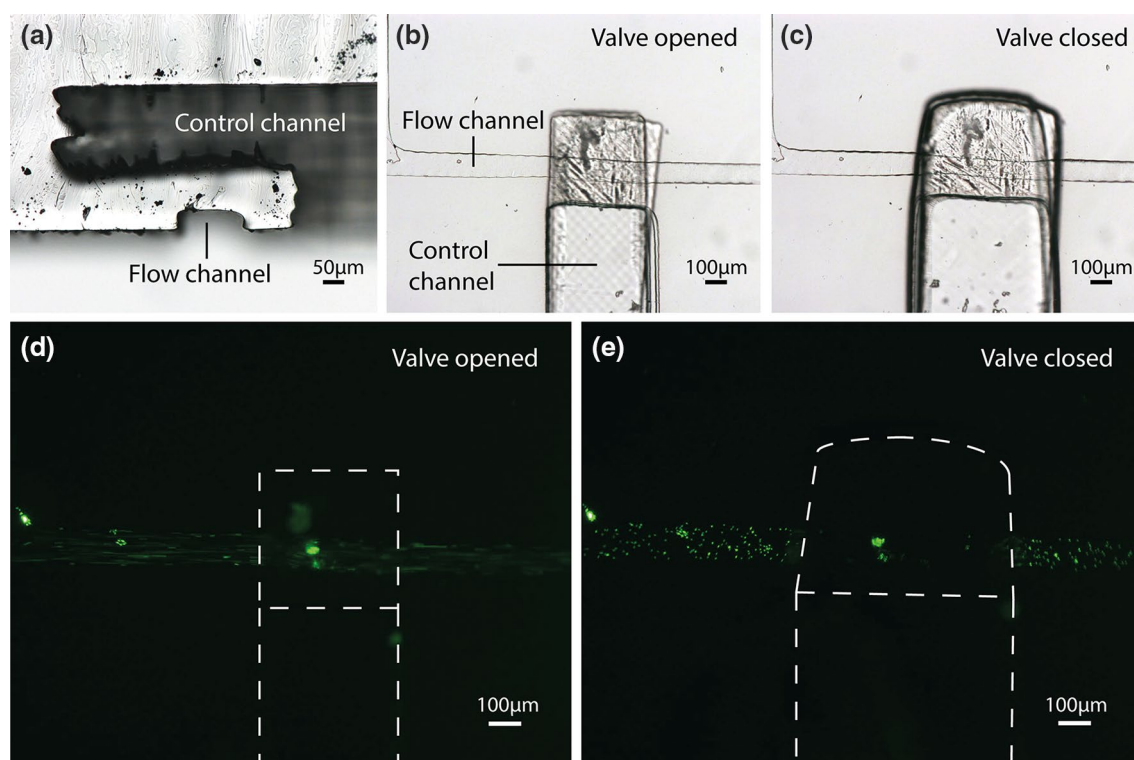 (a)
Control channel
Flow channel
50μm
(b)
Valve opened
Flow channel
Control
channel
100μm
(c)
Valve closed
100μm
(d)
Valve opened
100μm
(e)
Valve closed
100μm